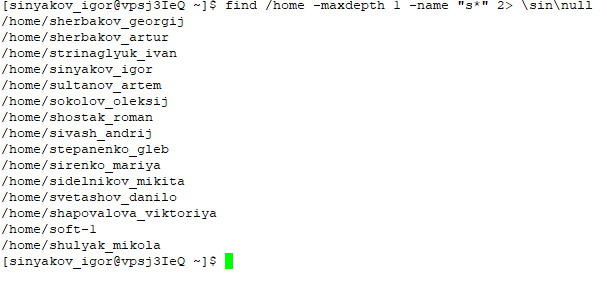 [sinyakov_igor@vpsj3IeQ ~]$ find /home -maxdepth 1 -name "s*" 2> \sin\null
/home/sherbakov_georgij
/home/sherbakov_artur
/home/strinaglyuk_ivan
/home/sinyakov_igor
/home/sultanov_artem
/home/sokolov_oleksij
/home/shostak_roman
/home/sivash_andrij
/home/stepanenko_gleb
/home/sirenko_mariya
/home/sidelnikov_mikita
/home/svetashov_danilo
/home/shapovalova_viktoriya
/home/soft-1
/home/shulyak_mikola
[sinyakov_igor@vpsj3IeQ ~]$